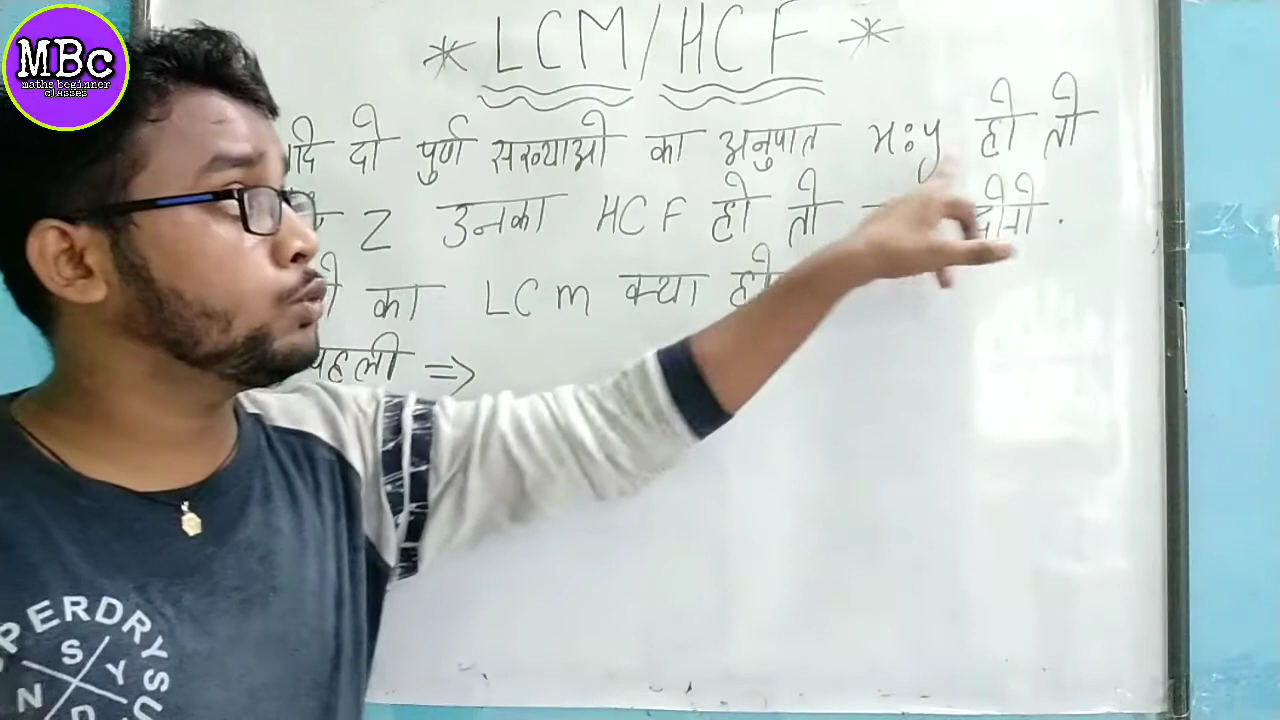 MBc
maths beginner
classes
* LCM/HCF *
दो पुर्ण सख्याओ का अनुपात x:y हो तो
Z उनका HCF हो तो दोनो .
का LCM क्या
पहली ⇒
PERDRY
S Y
N D